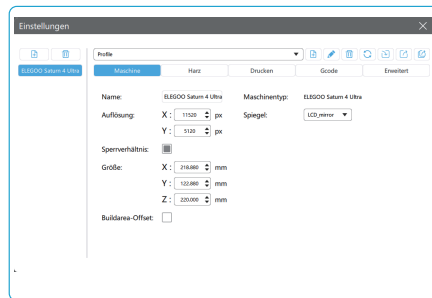 Einstellungen
Profile
ELEGOO Saturn 4 Ultra
Maschine Harz Drucken Gcode Erweitert
Name: ELEGOO Saturn 4 Ultra Maschinentyp: ELEGOO Saturn 4 Ultra
Auflösung: X : 11520 px Spiegel: LCD_mirror
Y : 5120 px
Sperrverhältnis:
Größe: X : 218.880 mm
Y : 122.880 mm
Z : 220.000 mm
Buildarea-Offset: